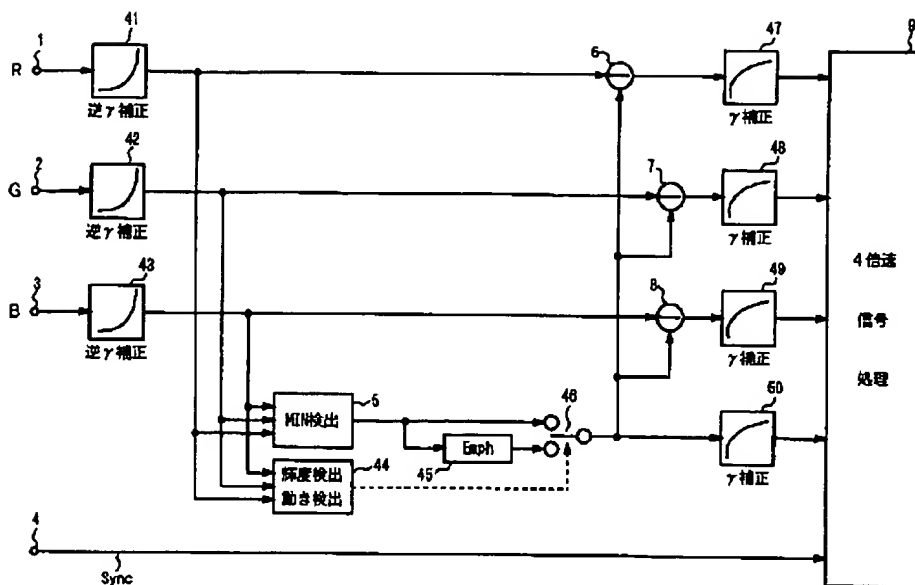 41
47
9
1
6
R
逆γ補正
γ補正
42
48
2
7
G
逆γ補正
γ補正
4倍速
43
49
3
8
B
信号
逆γ補正
γ補正
処理
5
46
50
MIN検出
Emph
44
45
輝度検出
動き検出
γ補正
4
Sync